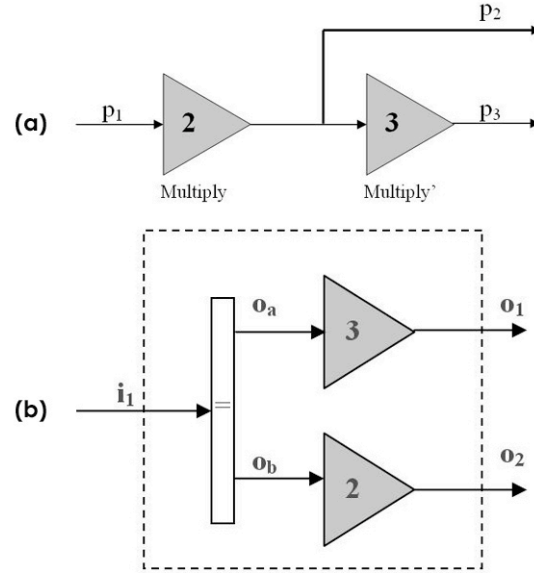 p2
(a)
p1
2
3
p3
Multiply
Multiply’
oa
o1
3
(b)
i1
=
ob
o2
2